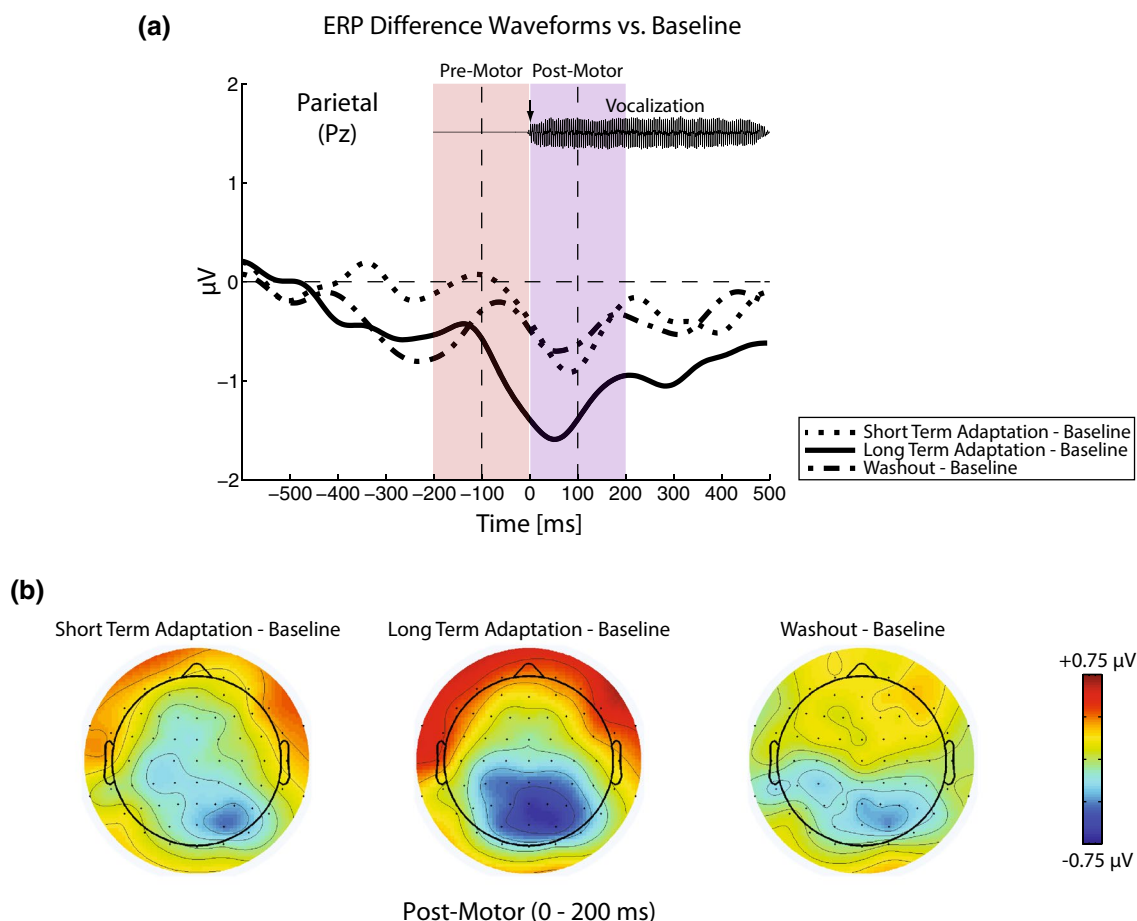 (a)
ERP Difference Waveforms vs. Baseline
Pre-Motor
Post-Motor
Parietal
(Pz)
Vocalization
2
1
0
−1
−2
μV
−500
−400
−300
−200
−100
0
100
200
300
400
500
Time [ms]
Short Term Adaptation - Baseline
Long Term Adaptation - Baseline
Washout - Baseline
(b)
Short Term Adaptation - Baseline
Long Term Adaptation - Baseline
Washout - Baseline
+0.75 μV
-0.75 μV
Post-Motor (0 - 200 ms)